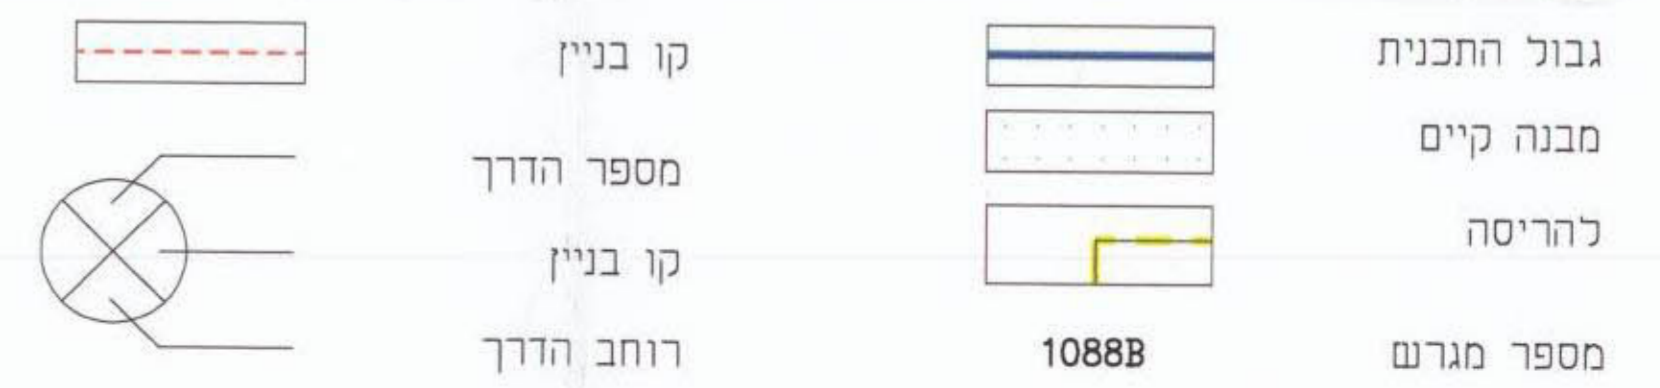 גבול התכנית
מבנה קיים
להריסה
מספר מגרש 1088B
קו בניין
מספר הדרך
קו בניין
רוחב הדרך